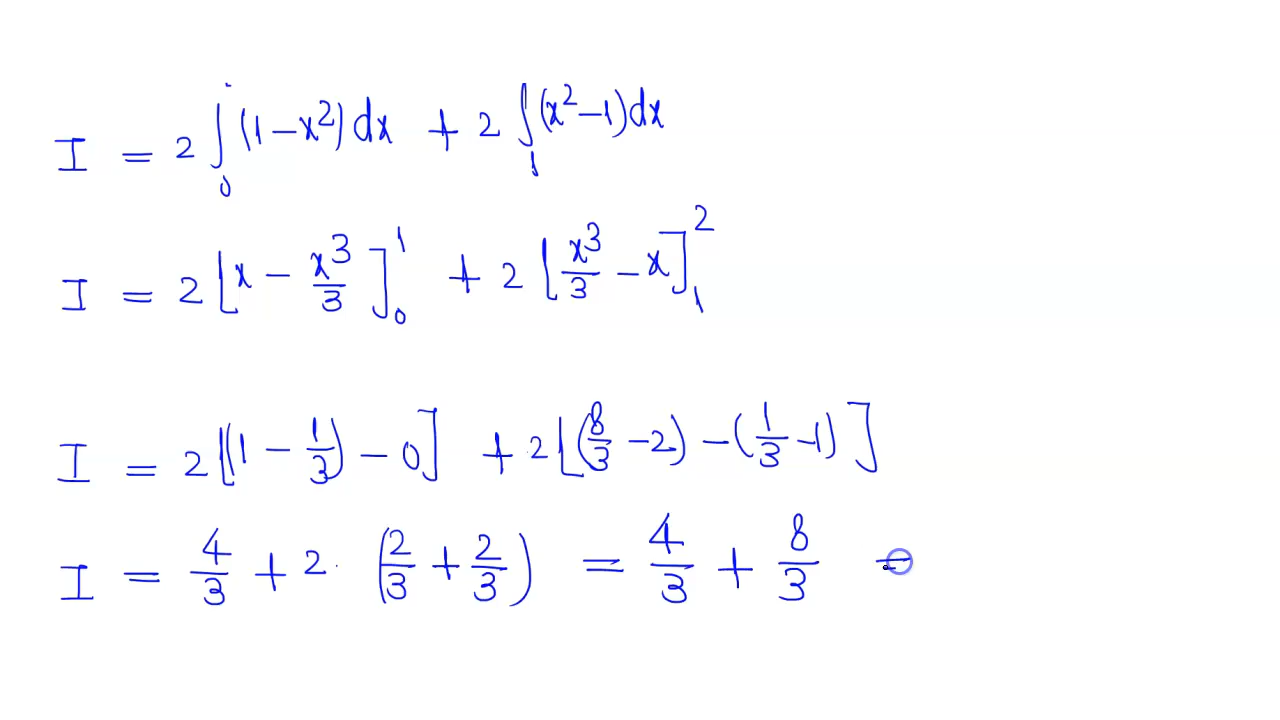 I = 2 ∫₀ (1 − x²) dx + 2 ∫₁ (x² − 1) dx
I = 2 [x − x³/3]₀¹ + 2 [x³/3 − x]₁²
I = 2 [(1 − 1/3) − 0] + 2 [(8/3 − 2) − (1/3 − 1)]
I = 4/3 + 2 · (2/3 + 2/3) = 4/3 + 8/3 =